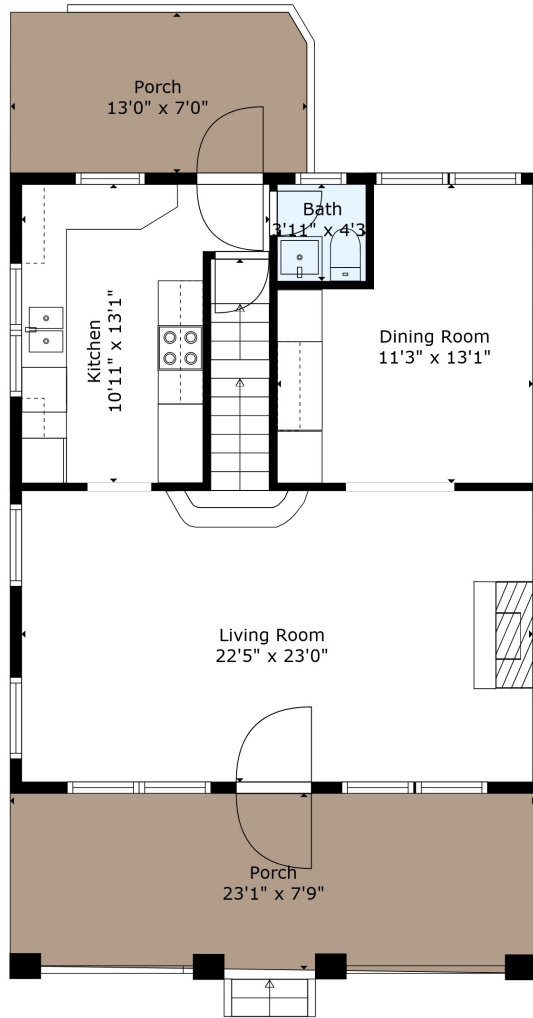 Porch
13'0" x 7'0"
Bath
3'11" x 4'3
Kitchen
10'11" x 13'1"
Dining Room
11'3" x 13'1"
Living Room
22'5" x 23'0"
Porch
23'1" x 7'9"